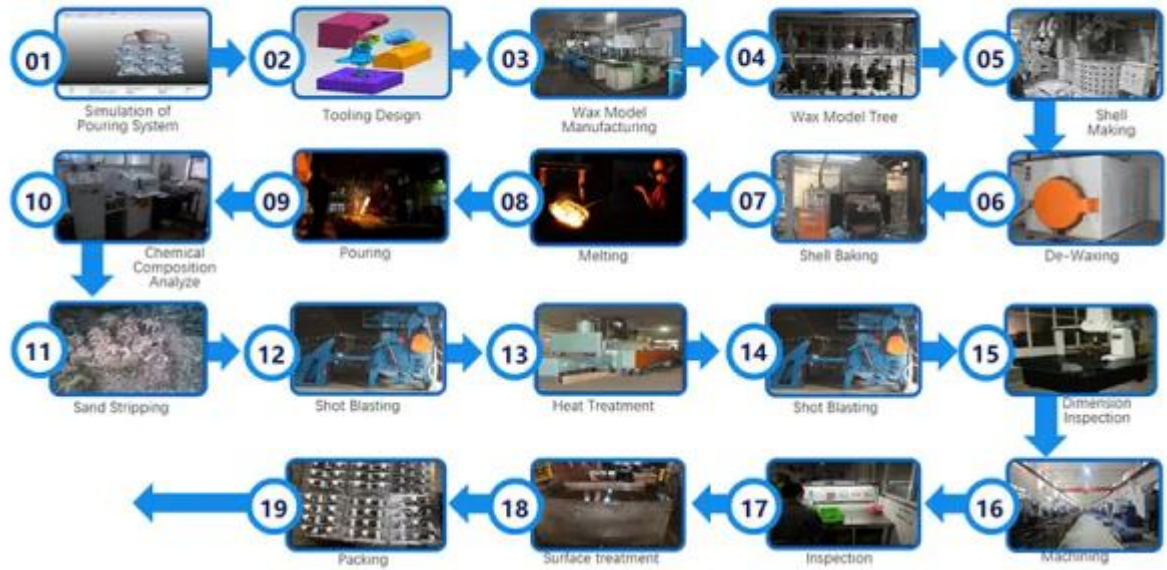 01
Simulation of
Pouring System
02
Tooling Design
03
Wax Model
Manufacturing
04
Wax Model Tree
05
Shell
Making
10
Chemical
Composition
Analyze
09
Pouring
08
Melting
07
Shell Baking
06
De-Waxing
11
Sand Stripping
12
Shot Blasting
13
Heat Treatment
14
Shot Blasting
15
Dimension
Inspection
19
Packing
18
Surface treatment
17
Inspection
16
Machining